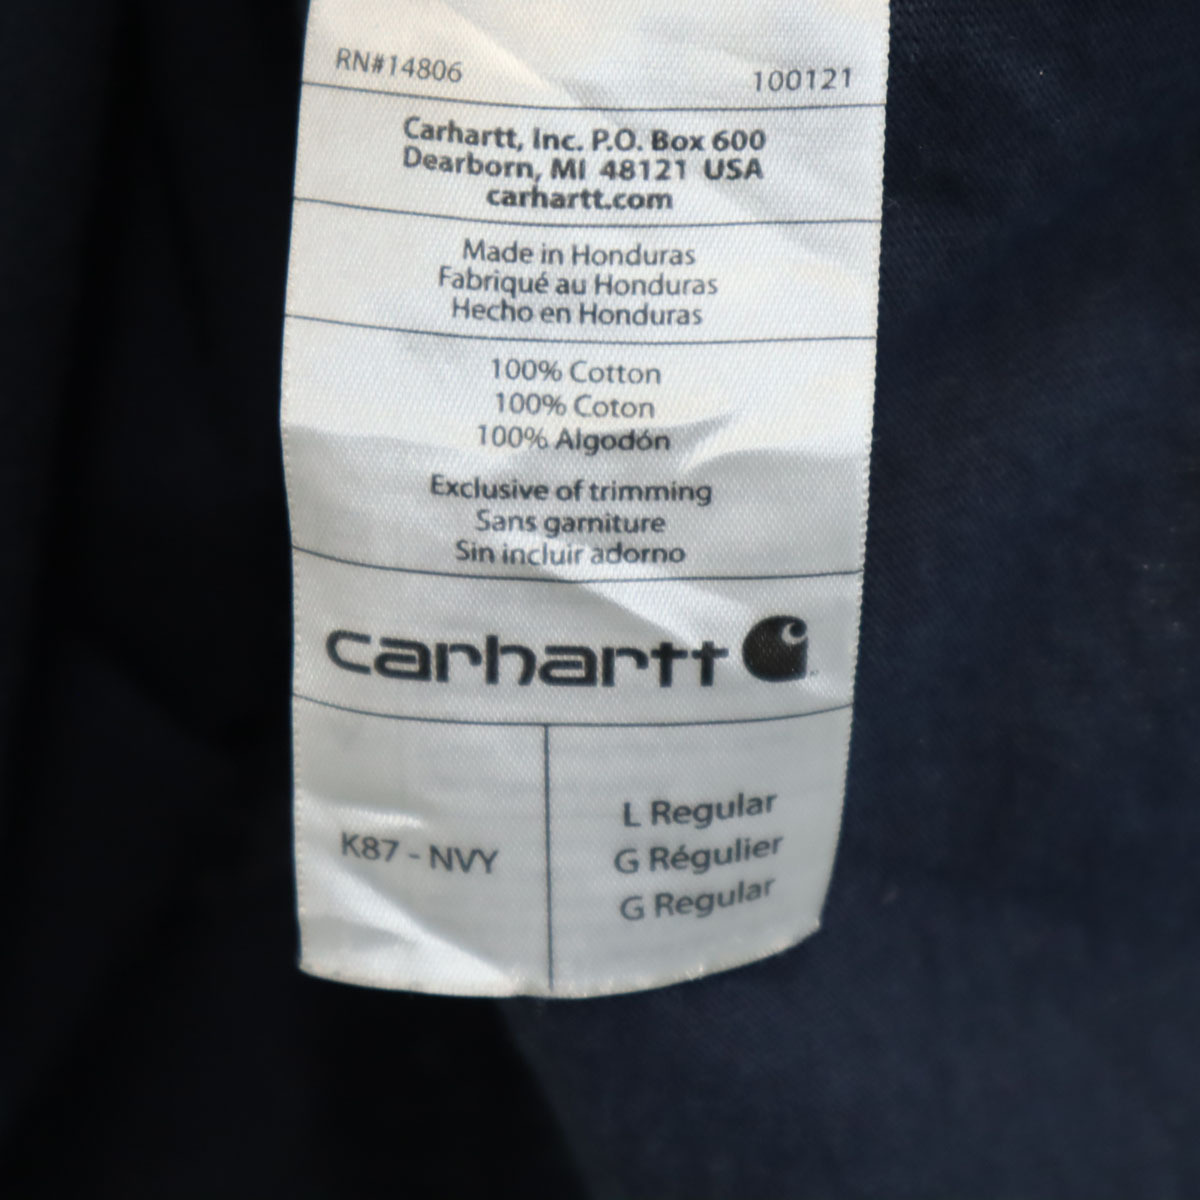 RN#14806 100121
Carhartt, Inc. P.O. Box 600
Dearborn, MI 48121 USA
carhartt.com
Made in Honduras
Fabriqué au Honduras
Hecho en Honduras
100% Cotton
100% Coton
100% Algodón
Exclusive of trimming
Sans garniture
Sin incluir adorno
carhartt
K87 - NVY
L Regular
G Régulier
G Regular